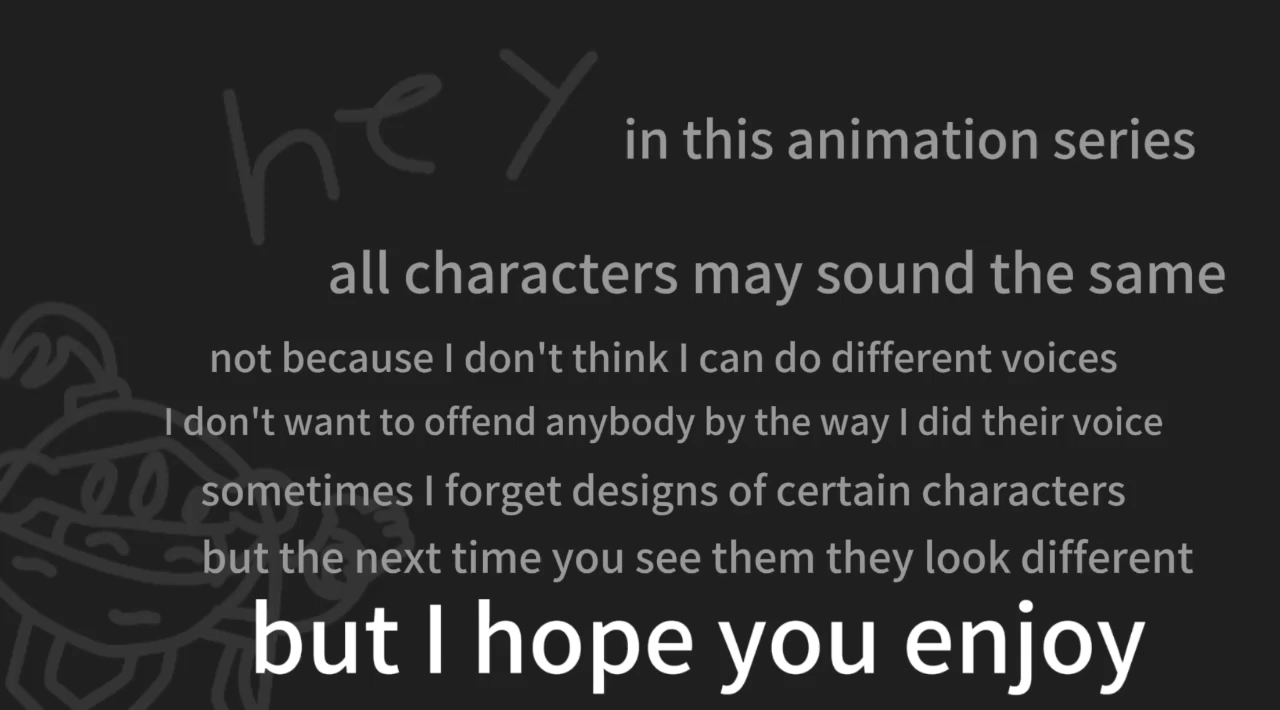 hey
in this animation series
all characters may sound the same
not because I don't think I can do different voices
I don't want to offend anybody by the way I did their voice
sometimes I forget designs of certain characters
but the next time you see them they look different
but I hope you enjoy